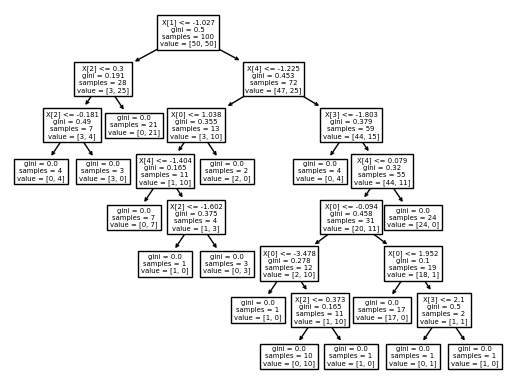 X[1] <= -1.027
gini = 0.5
samples = 100
value = [50, 50]
X[2] <= 0.3
gini = 0.191
samples = 28
value = [3, 25]
X[4] <= -1.225
gini = 0.453
samples = 72
value = [47, 25]
X[2] <= -0.181
gini = 0.49
samples = 7
value = [3, 4]
gini = 0.0
samples = 21
value = [0, 21]
X[0] <= 1.038
gini = 0.355
samples = 13
value = [3, 10]
X[3] <= -1.803
gini = 0.379
samples = 59
value = [44, 15]
gini = 0.0
samples = 4
value = [0, 4]
gini = 0.0
samples = 3
value = [3, 0]
X[4] <= -1.404
gini = 0.165
samples = 11
value = [1, 10]
gini = 0.0
samples = 2
value = [2, 0]
gini = 0.0
samples = 4
value = [0, 4]
X[4] <= 0.079
gini = 0.32
samples = 55
value = [44, 11]
gini = 0.0
samples = 7
value = [0, 7]
X[2] <= -1.602
gini = 0.375
samples = 4
value = [1, 3]
X[0] <= -0.094
gini = 0.458
samples = 31
value = [20, 11]
gini = 0.0
samples = 24
value = [24, 0]
gini = 0.0
samples = 1
value = [1, 0]
gini = 0.0
samples = 3
value = [0, 3]
X[0] <= -3.478
gini = 0.278
samples = 12
value = [2, 10]
X[0] <= 1.952
gini = 0.1
samples = 19
value = [18, 1]
gini = 0.0
samples = 1
value = [1, 0]
X[2] <= 0.373
gini = 0.165
samples = 11
value = [1, 10]
gini = 0.0
samples = 17
value = [17, 0]
X[3] <= 2.1
gini = 0.5
samples = 2
value = [1, 1]
gini = 0.0
samples = 10
value = [0, 10]
gini = 0.0
samples = 1
value = [1, 0]
gini = 0.0
samples = 1
value = [0, 1]
gini = 0.0
samples = 1
value = [1, 0]